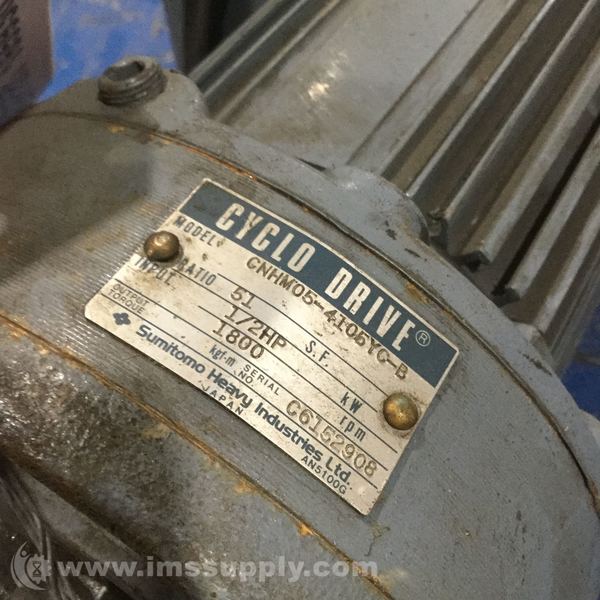 CYCLO DRIVE®
MODEL CNHM05-4105YC-B
RATIO 51 S.F.
INPUT 1/2HP kW
1800 rpm
OUTPUT TORQUE kgf-m SERIAL NO. C6152908
Sumitomo Heavy Industries Ltd.
JAPAN AN5100G
www.imssupply.com